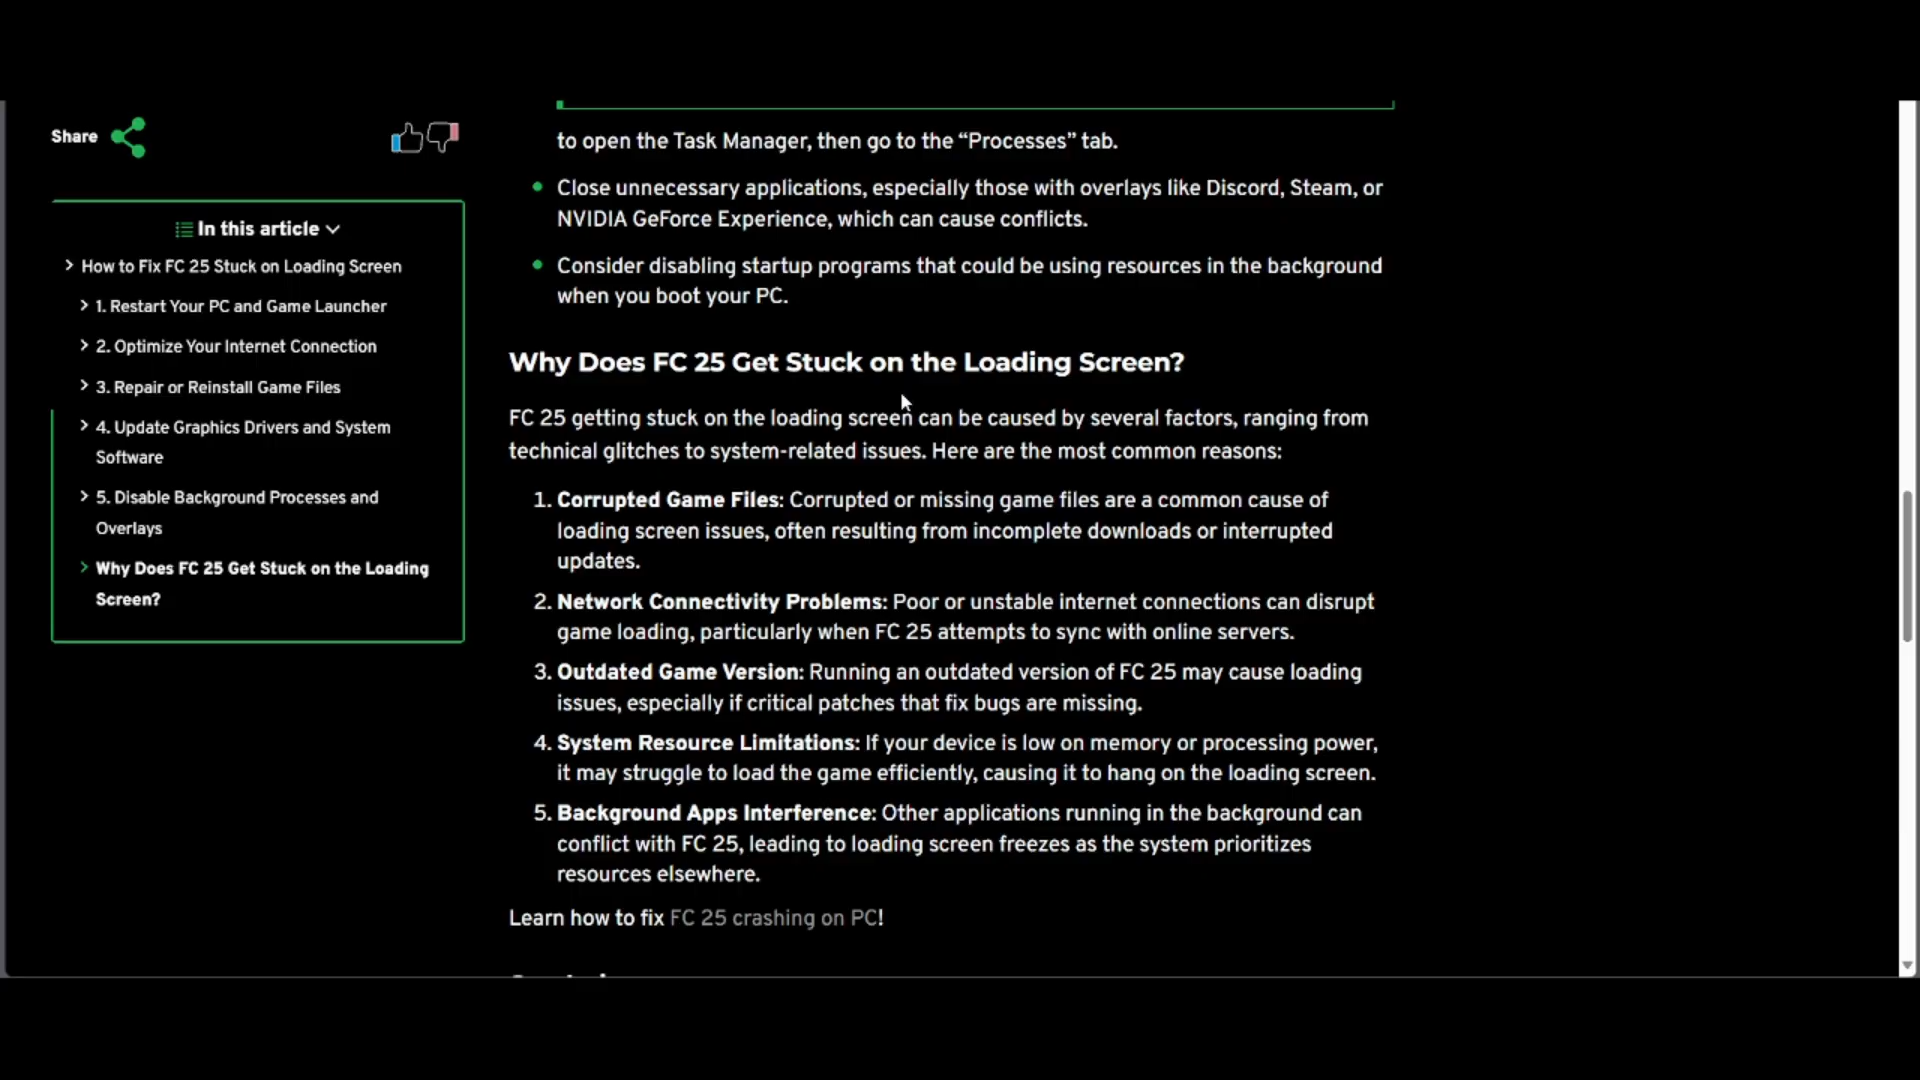 Share
In this article
How to Fix FC 25 Stuck on Loading Screen
1. Restart Your PC and Game Launcher
2. Optimize Your Internet Connection
3. Repair or Reinstall Game Files
4. Update Graphics Drivers and System
Software
5. Disable Background Processes and
Overlays
Why Does FC 25 Get Stuck on the Loading
Screen?
to open the Task Manager, then go to the “Processes” tab.
Close unnecessary applications, especially those with overlays like Discord, Steam, or
NVIDIA GeForce Experience, which can cause conflicts.
Consider disabling startup programs that could be using resources in the background
when you boot your PC.
Why Does FC 25 Get Stuck on the Loading Screen?
FC 25 getting stuck on the loading screen can be caused by several factors, ranging from
technical glitches to system-related issues. Here are the most common reasons:
1. Corrupted Game Files: Corrupted or missing game files are a common cause of
loading screen issues, often resulting from incomplete downloads or interrupted
updates.
2. Network Connectivity Problems: Poor or unstable internet connections can disrupt
game loading, particularly when FC 25 attempts to sync with online servers.
3. Outdated Game Version: Running an outdated version of FC 25 may cause loading
issues, especially if critical patches that fix bugs are missing.
4. System Resource Limitations: If your device is low on memory or processing power,
it may struggle to load the game efficiently, causing it to hang on the loading screen.
5. Background Apps Interference: Other applications running in the background can
conflict with FC 25, leading to loading screen freezes as the system prioritizes
resources elsewhere.
Learn how to fix FC 25 crashing on PC!